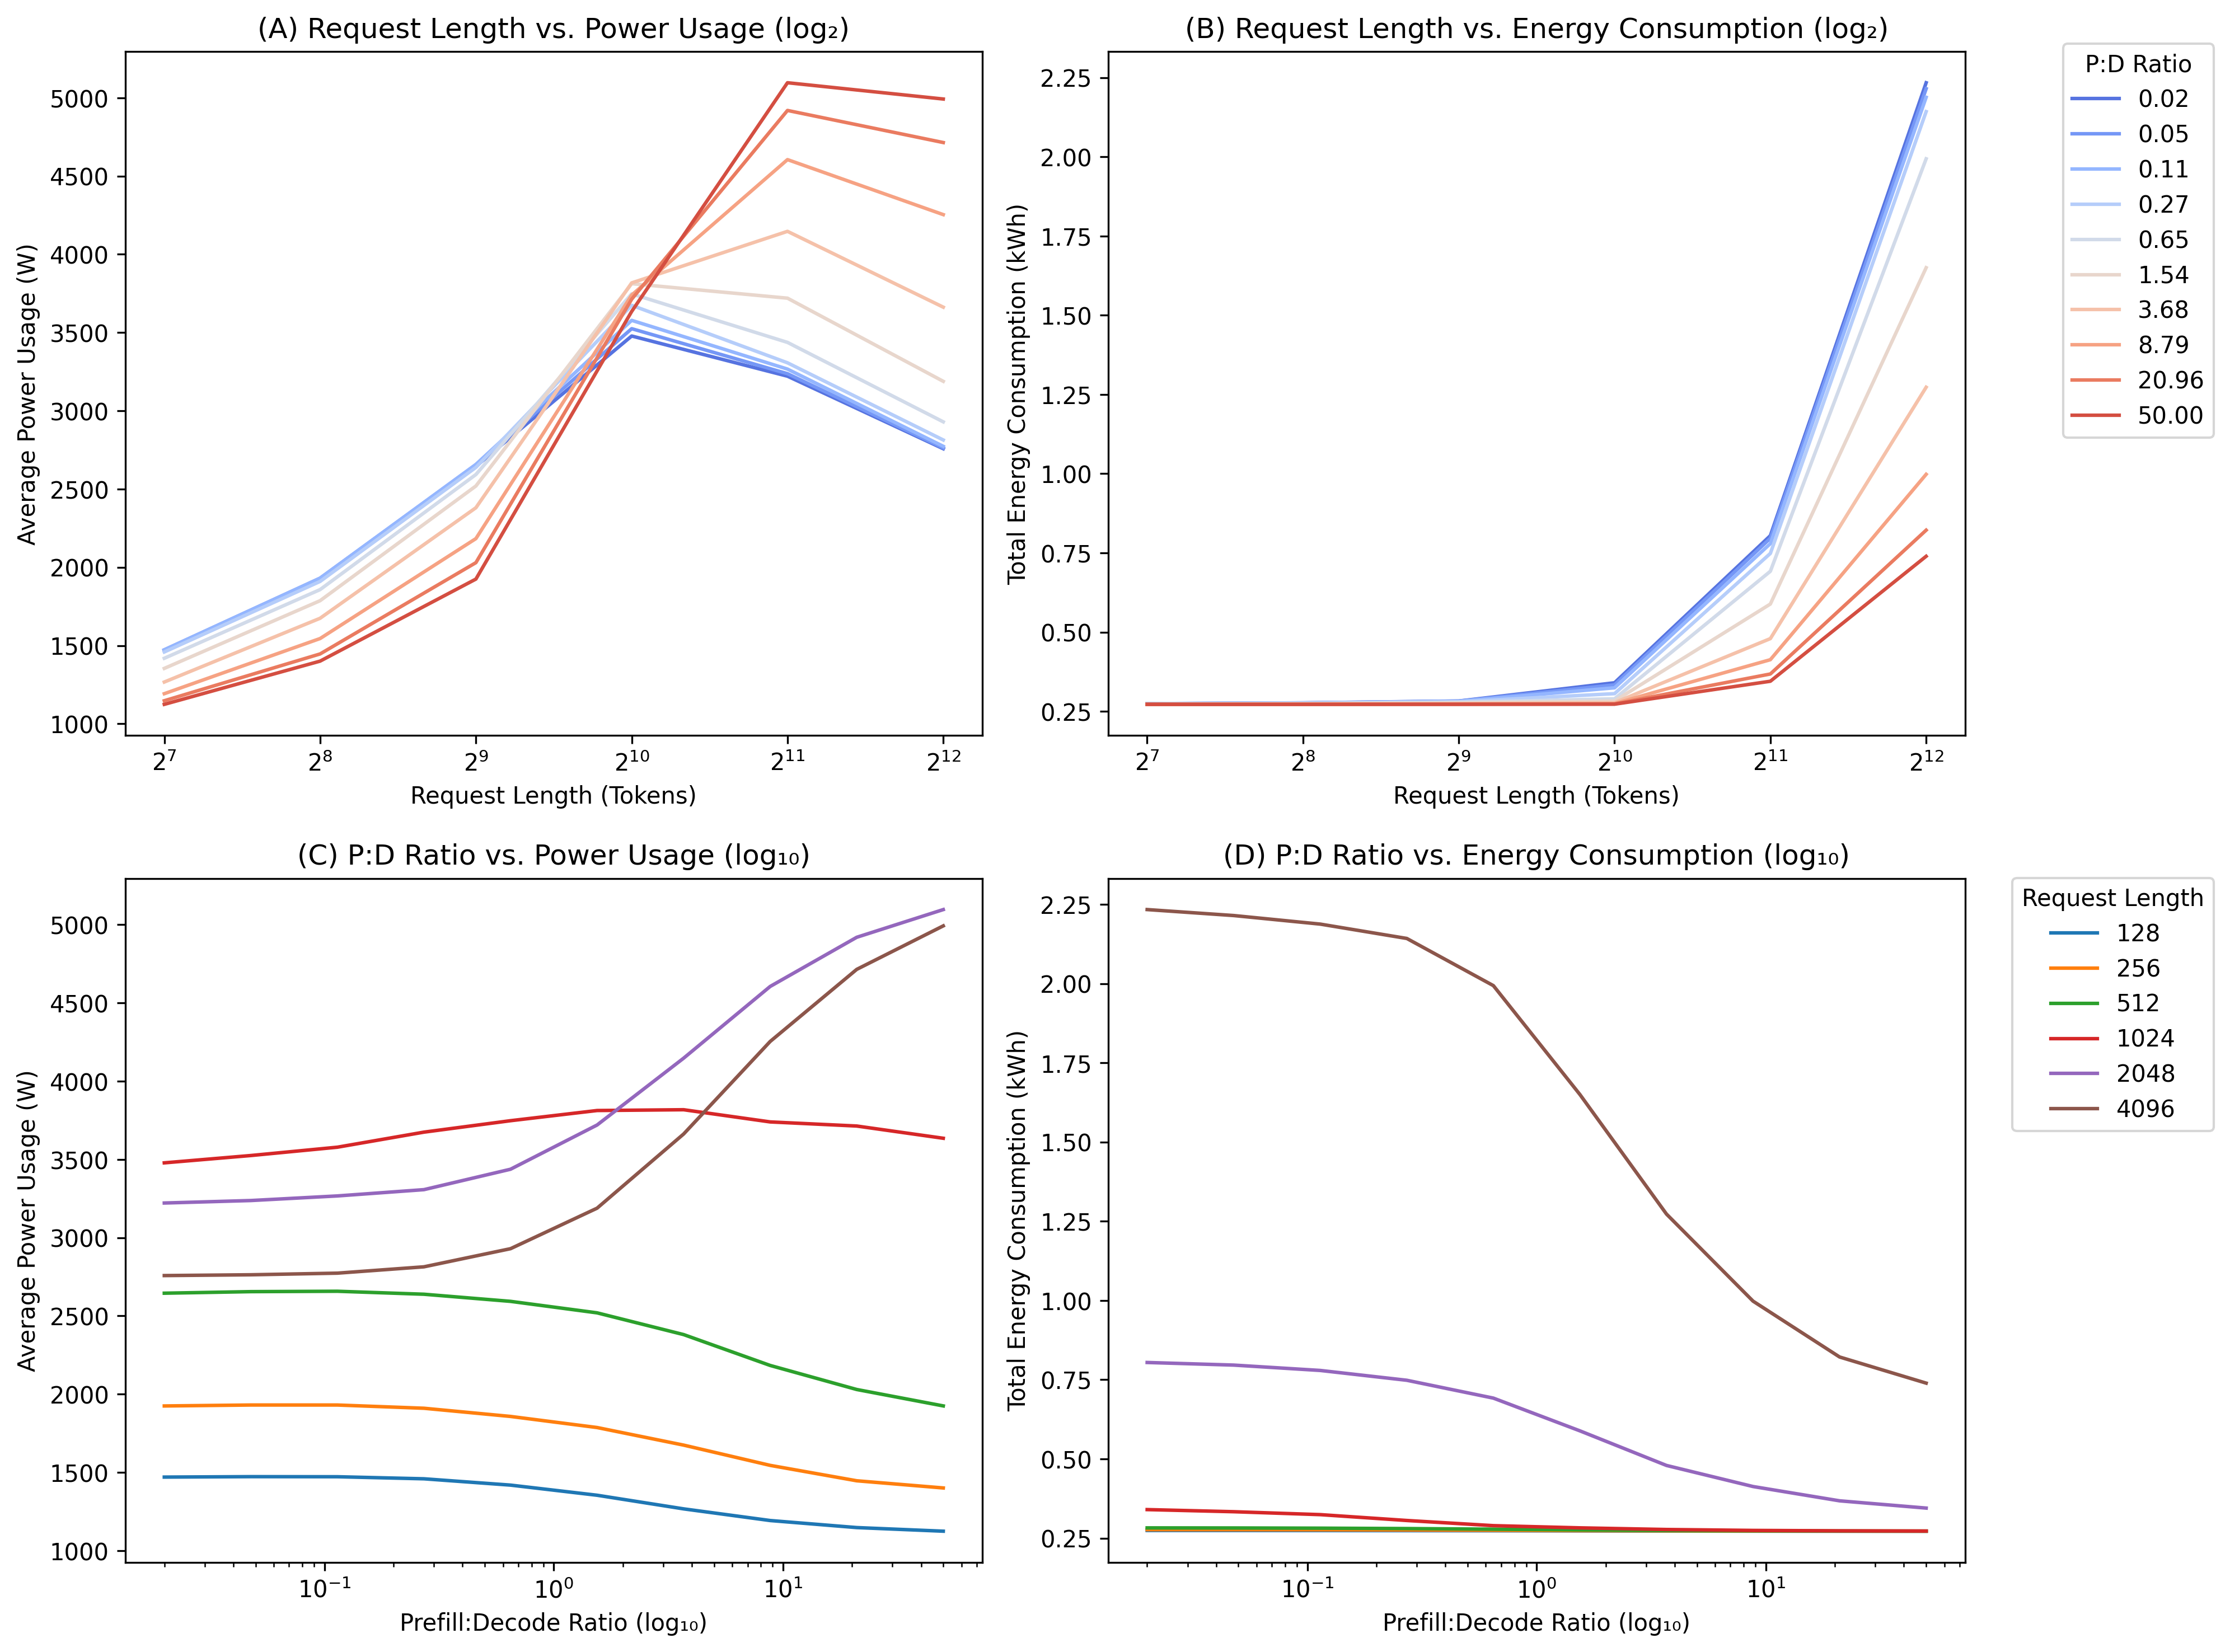 (A) Request Length vs. Power Usage (log₂)
Average Power Usage (W)
5000
4500
4000
3500
3000
2500
2000
1500
1000
2⁷ 2⁸ 2⁹ 2¹⁰ 2¹¹ 2¹²
Request Length (Tokens)
(B) Request Length vs. Energy Consumption (log₂)
Total Energy Consumption (kWh)
2.25
2.00
1.75
1.50
1.25
1.00
0.75
0.50
0.25
2⁷ 2⁸ 2⁹ 2¹⁰ 2¹¹ 2¹²
Request Length (Tokens)
P:D Ratio
0.02
0.05
0.11
0.27
0.65
1.54
3.68
8.79
20.96
50.00
(C) P:D Ratio vs. Power Usage (log₁₀)
Average Power Usage (W)
5000
4500
4000
3500
3000
2500
2000
1500
1000
10⁻¹ 10⁰ 10¹
Prefill:Decode Ratio (log₁₀)
(D) P:D Ratio vs. Energy Consumption (log₁₀)
Total Energy Consumption (kWh)
2.25
2.00
1.75
1.50
1.25
1.00
0.75
0.50
0.25
10⁻¹ 10⁰ 10¹
Prefill:Decode Ratio (log₁₀)
Request Length
128
256
512
1024
2048
4096